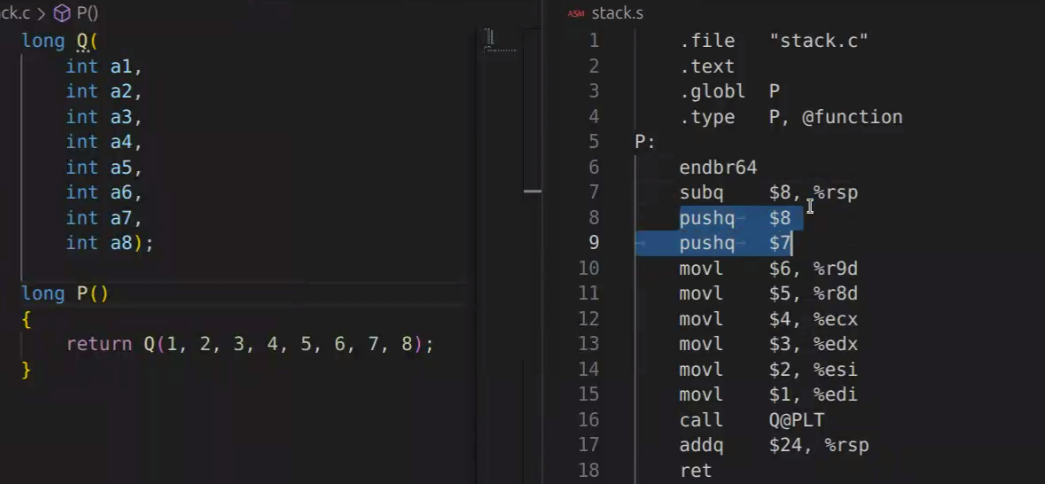 ck.c > P()
long Q(
int a1,
int a2,
int a3,
int a4,
int a5,
int a6,
int a7,
int a8);
long P()
{
return Q(1, 2, 3, 4, 5, 6, 7, 8);
}
ASM stack.s
1 .file "stack.c"
2 .text
3 .globl P
4 .type P, @function
5 P:
6 endbr64
7 subq $8, %rsp
8 pushq $8
9 pushq $7
10 movl $6, %r9d
11 movl $5, %r8d
12 movl $4, %ecx
13 movl $3, %edx
14 movl $2, %esi
15 movl $1, %edi
16 call Q@PLT
17 addq $24, %rsp
18 ret